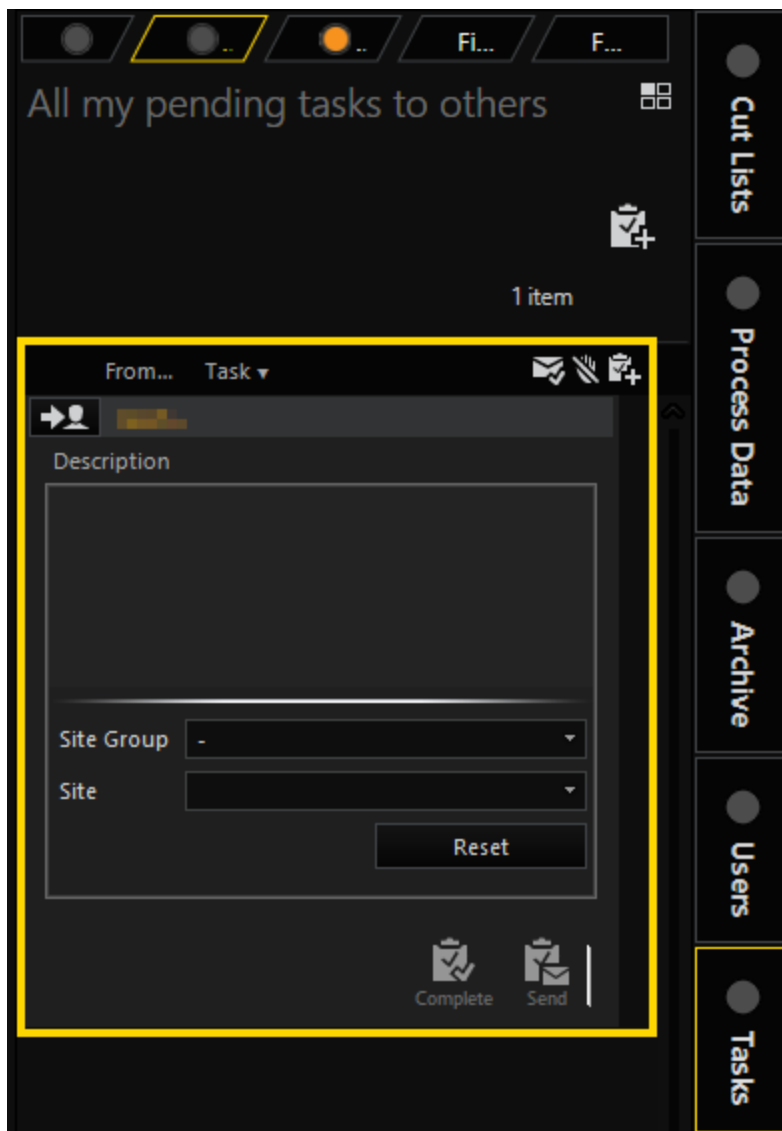 ..
..
Fi...
F...
All my pending tasks to others
1 item
From... Task
Description
Site Group -
Site
Reset
Complete Send
Cut Lists
Process Data
Archive
Users
Tasks